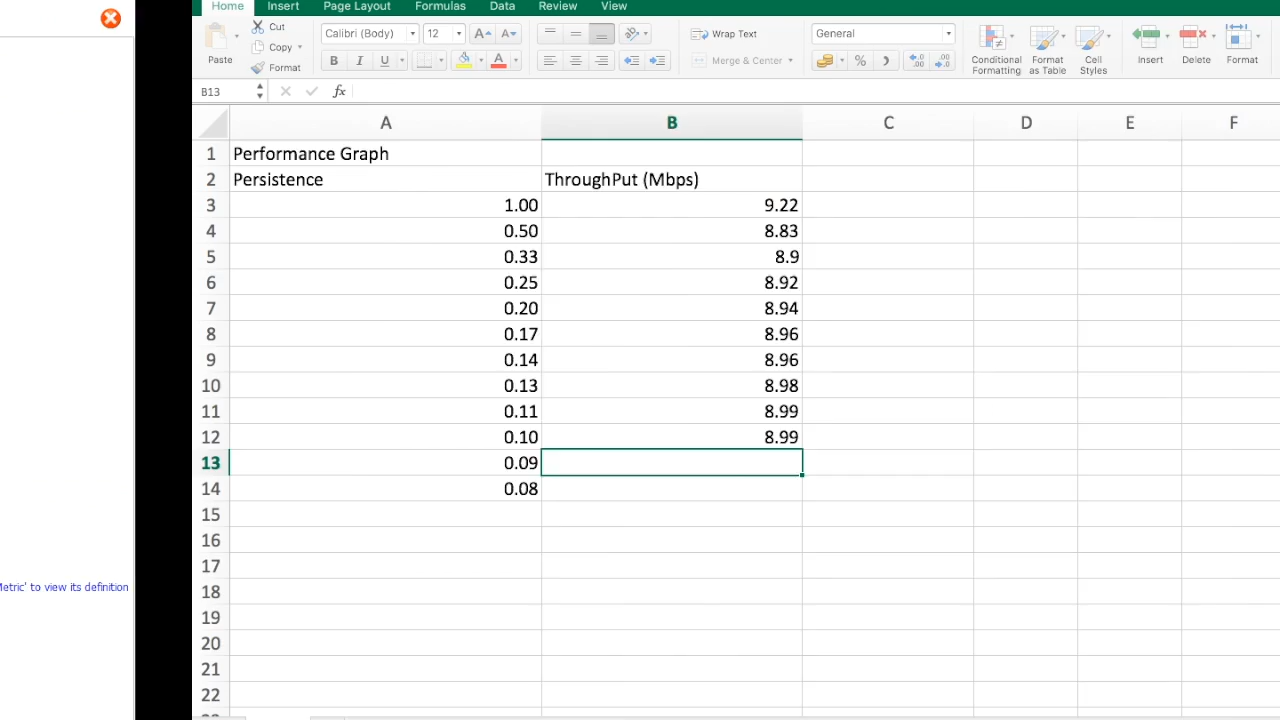 Home Insert Page Layout Formulas Data Review View
Cut
Copy
Paste
Format
Calibri (Body) 12
A A
B I U A
Wrap Text
Merge & Center
General
%
Conditional Formatting
Format as Table
Cell Styles
Insert
Delete
Format
B13 fx
A B C D E F
1 Performance Graph
2 Persistence ThroughPut (Mbps)
3 1.00 9.22
4 0.50 8.83
5 0.33 8.9
6 0.25 8.92
7 0.20 8.94
8 0.17 8.96
9 0.14 8.96
10 0.13 8.98
11 0.11 8.99
12 0.10 8.99
13 0.09
14 0.08
15
16
17
18
19
20
21
22
Metric' to view its definition